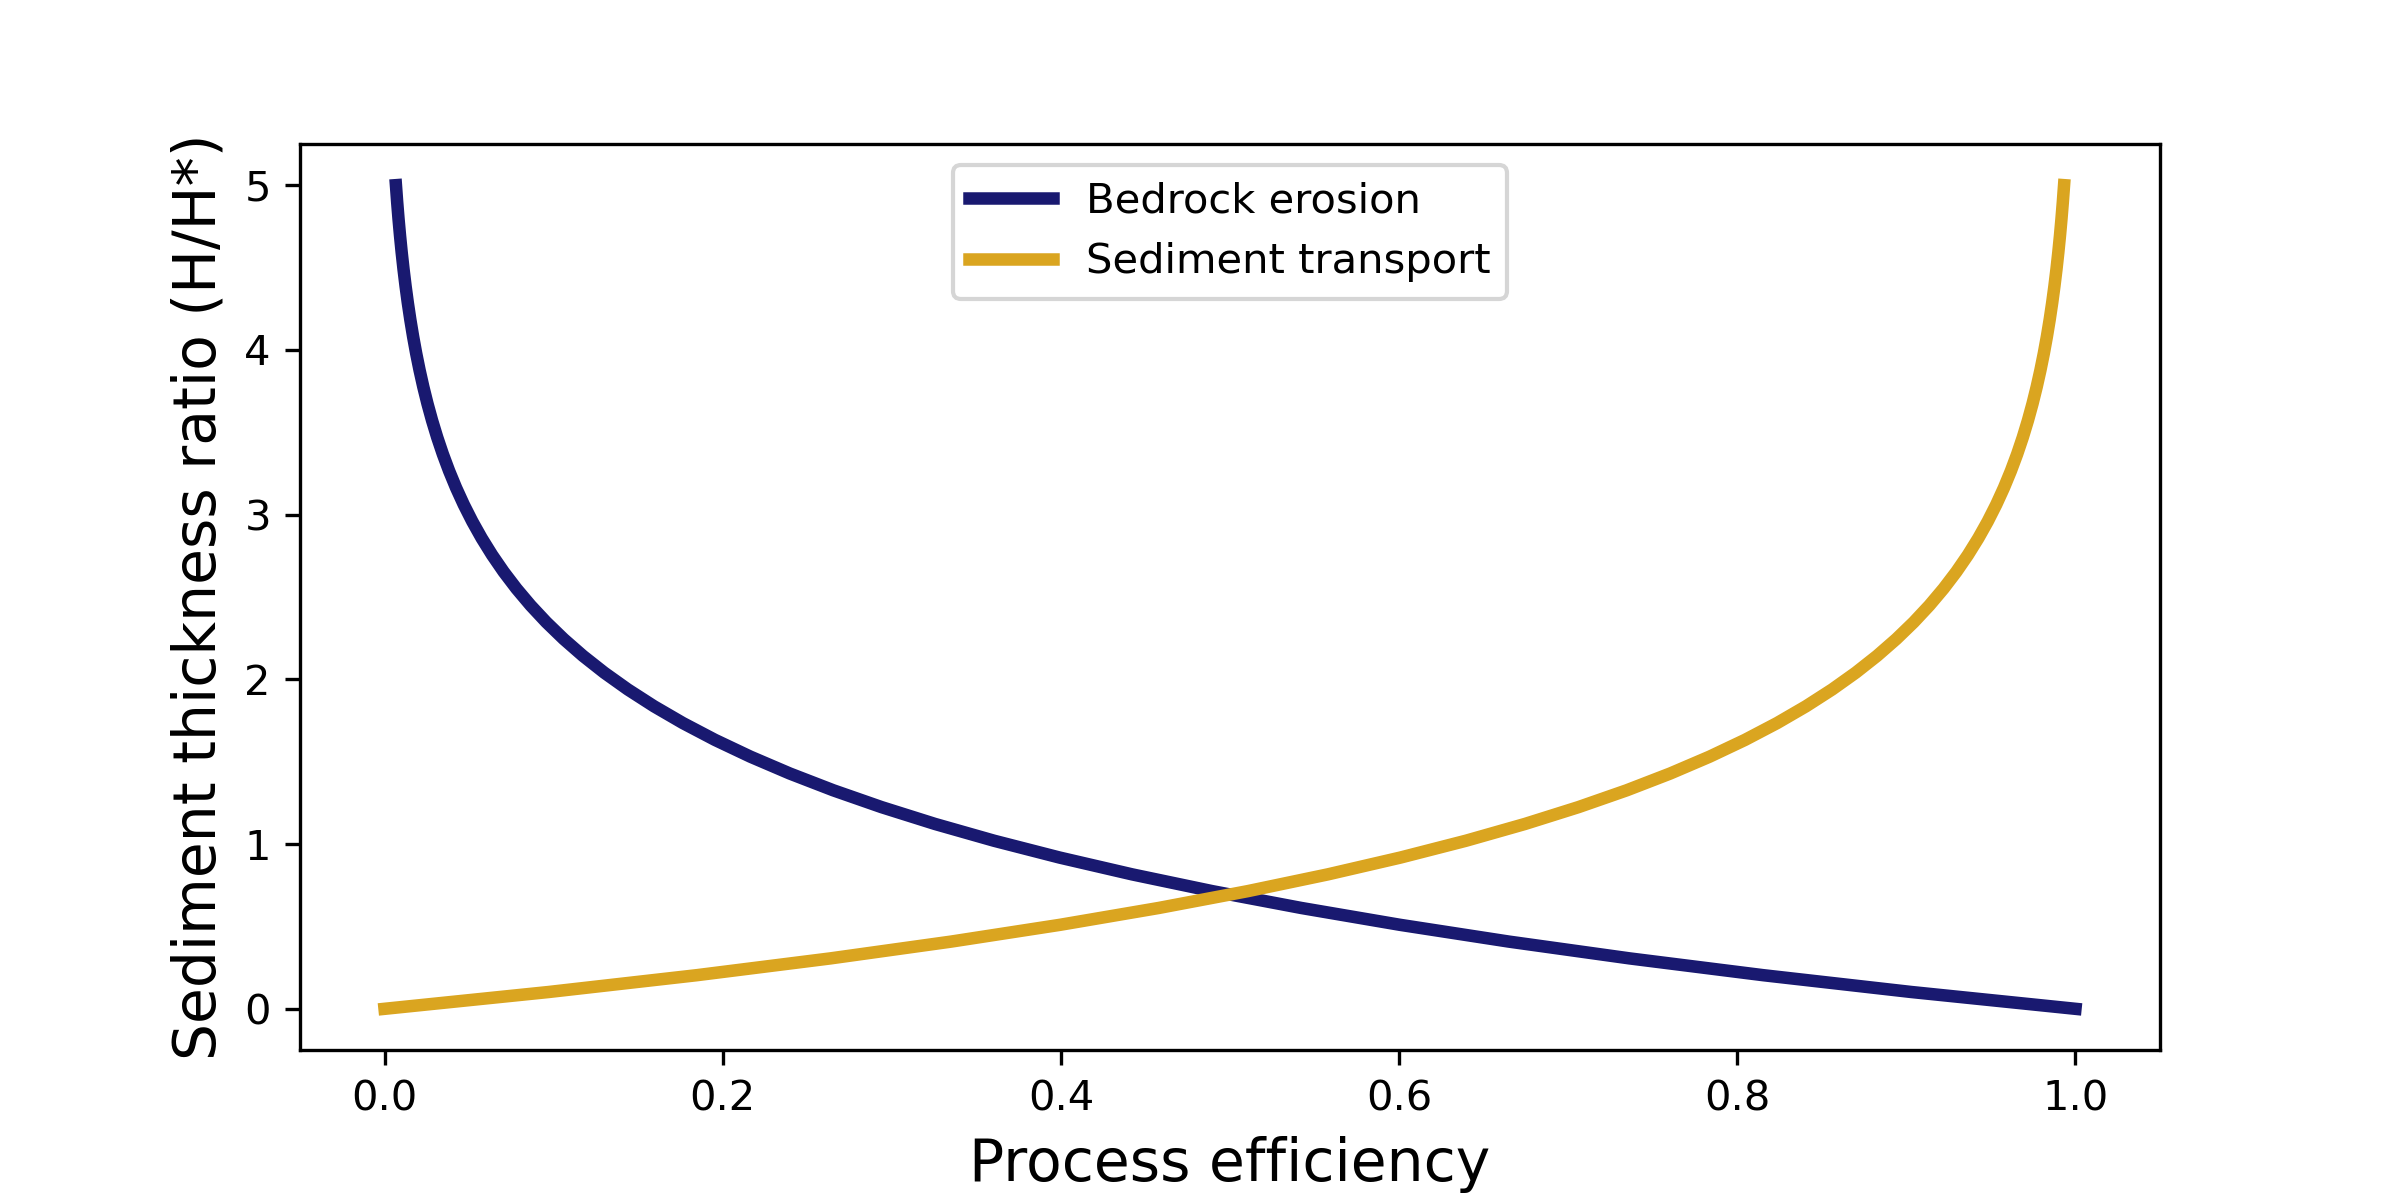 Bedrock erosion
Sediment transport
Sediment thickness ratio (H/H*)
5
4
3
2
1
0
0.0 0.2 0.4 0.6 0.8 1.0
Process efficiency